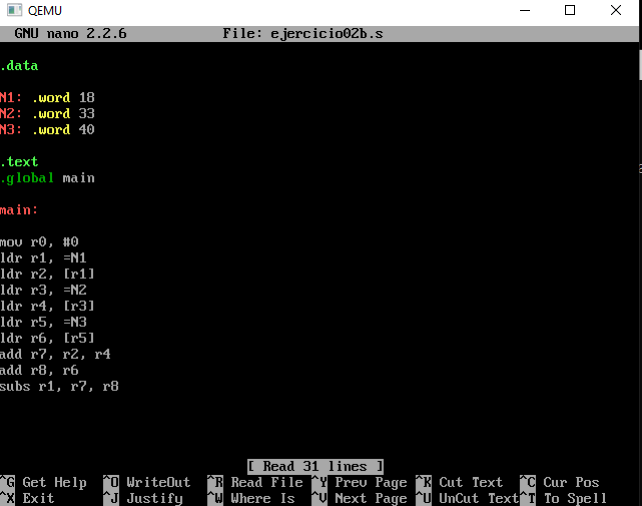 QEMU
GNU nano 2.2.6 File: ejercicio02b.s
.data
N1: .word 18
N2: .word 33
N3: .word 40
.text
.global main
main:
mov r0, #0
ldr r1, =N1
ldr r2, [r1]
ldr r3, =N2
ldr r4, [r3]
ldr r5, =N3
ldr r6, [r5]
add r7, r2, r4
add r8, r6
subs r1, r7, r8
[ Read 31 lines ]
^G Get Help ^O WriteOut ^R Read File ^Y Prev Page ^K Cut Text ^C Cur Pos
^X Exit ^J Justify ^W Where Is ^V Next Page ^U UnCut Text ^T To Spell